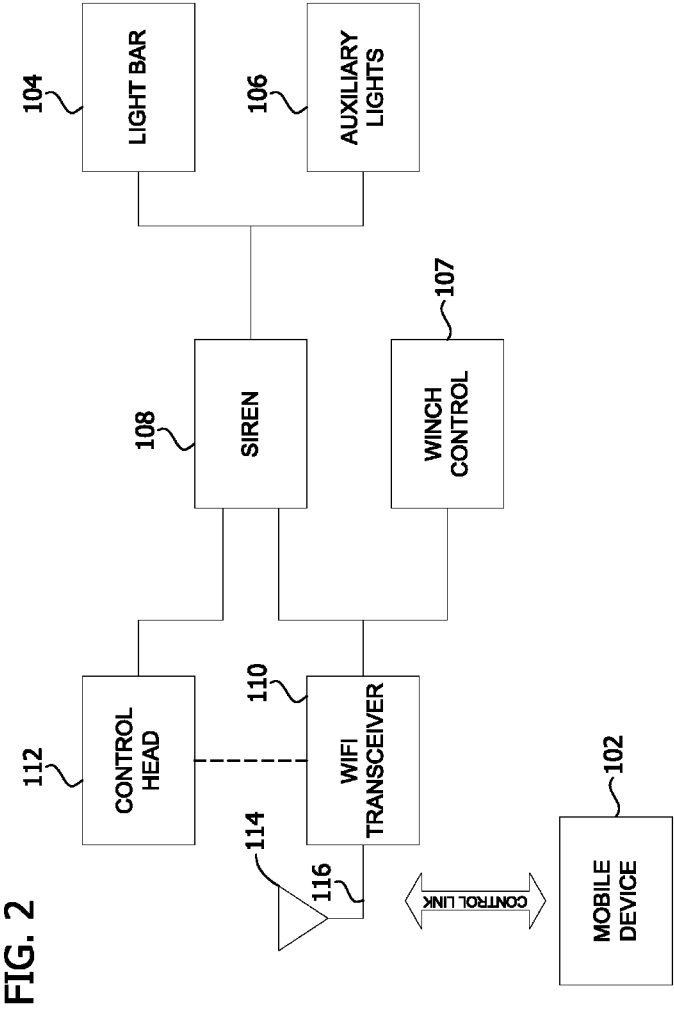 FIG. 2
112
CONTROL
HEAD
108
SIREN
104
LIGHT BAR
106
AUXILIARY
LIGHTS
114
116
110
WIFI
TRANSCEIVER
107
WINCH
CONTROL
CONTROL LINK
102
MOBILE
DEVICE